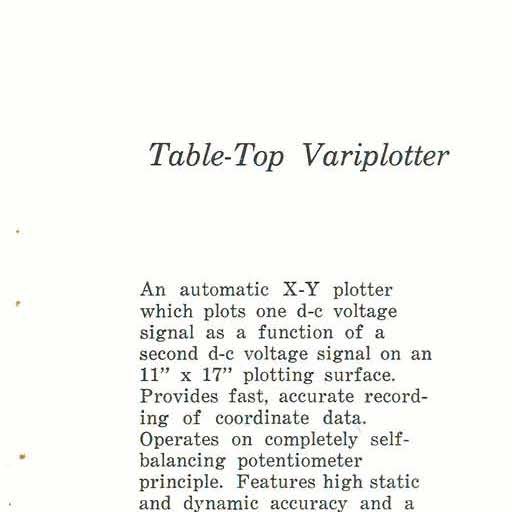 Table-Top Variplotter
An automatic X-Y plotter
which plots one d-c voltage
signal as a function of a
second d-c voltage signal on an
11” x 17” plotting surface.
Provides fast, accurate record-
ing of coordinate data.
Operates on completely self-
balancing potentiometer
principle. Features high static
and dynamic accuracy and a